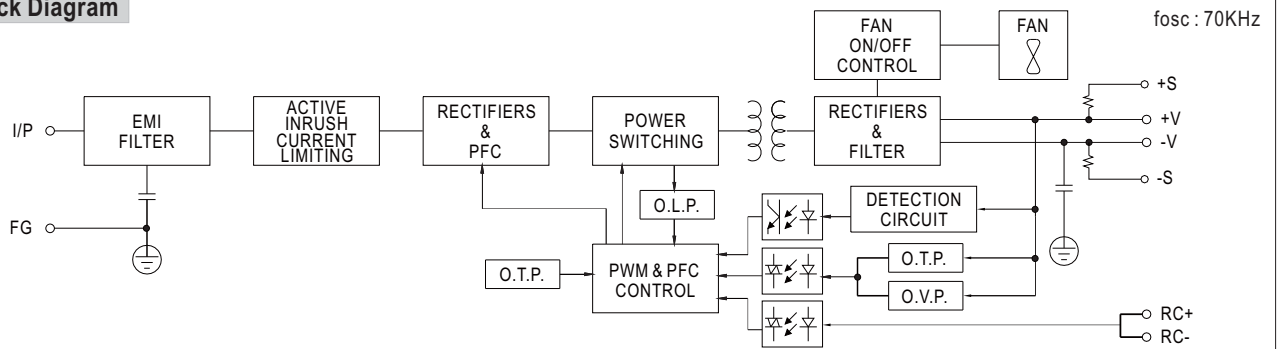 ck Diagram
fosc : 70KHz
FAN
ON/OFF
CONTROL
FAN
I/P
EMI
FILTER
ACTIVE
INRUSH
CURRENT
LIMITING
RECTIFIERS
&
PFC
POWER
SWITCHING
RECTIFIERS
&
FILTER
+S
+V
-V
-S
FG
O.L.P.
DETECTION
CIRCUIT
O.T.P.
PWM & PFC
CONTROL
O.T.P.
O.V.P.
RC+
RC-